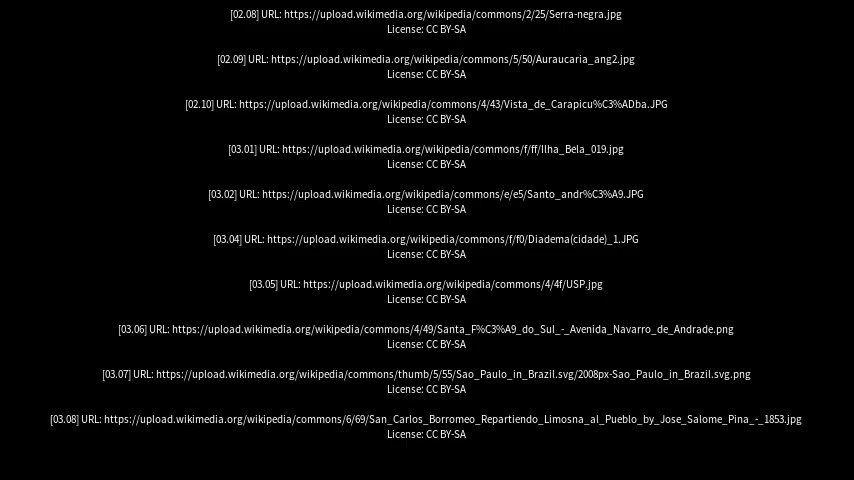 [02.08] URL: https://upload.wikimedia.org/wikipedia/commons/2/25/Serra-negra.jpg
License: CC BY-SA
[02.09] URL: https://upload.wikimedia.org/wikipedia/commons/5/50/Auraucaria_ang2.jpg
License: CC BY-SA
[02.10] URL: https://upload.wikimedia.org/wikipedia/commons/4/43/Vista_de_Carapicu%C3%ADba.JPG
License: CC BY-SA
[03.01] URL: https://upload.wikimedia.org/wikipedia/commons/f/ff/Ilha_Bela_019.jpg
License: CC BY-SA
[03.02] URL: https://upload.wikimedia.org/wikipedia/commons/e/e5/Santo_andr%C3%A9.JPG
License: CC BY-SA
[03.04] URL: https://upload.wikimedia.org/wikipedia/commons/f/f0/Diadema(cidade)_1.JPG
License: CC BY-SA
[03.05] URL: https://upload.wikimedia.org/wikipedia/commons/4/4f/USP.jpg
License: CC BY-SA
[03.06] URL: https://upload.wikimedia.org/wikipedia/commons/4/49/Santa_F%C3%A9_do_Sul_-_Avenida_Navarro_de_Andrade.png
License: CC BY-SA
[03.07] URL: https://upload.wikimedia.org/wikipedia/commons/thumb/5/55/Sao_Paulo_in_Brazil.svg/2008px-Sao_Paulo_in_Brazil.svg.png
License: CC BY-SA
[03.08] URL: https://upload.wikimedia.org/wikipedia/commons/6/69/San_Carlos_Borromeo_Repartiendo_Limosna_al_Pueblo_by_Jose_Salome_Pina_-_1853.jpg
License: CC BY-SA